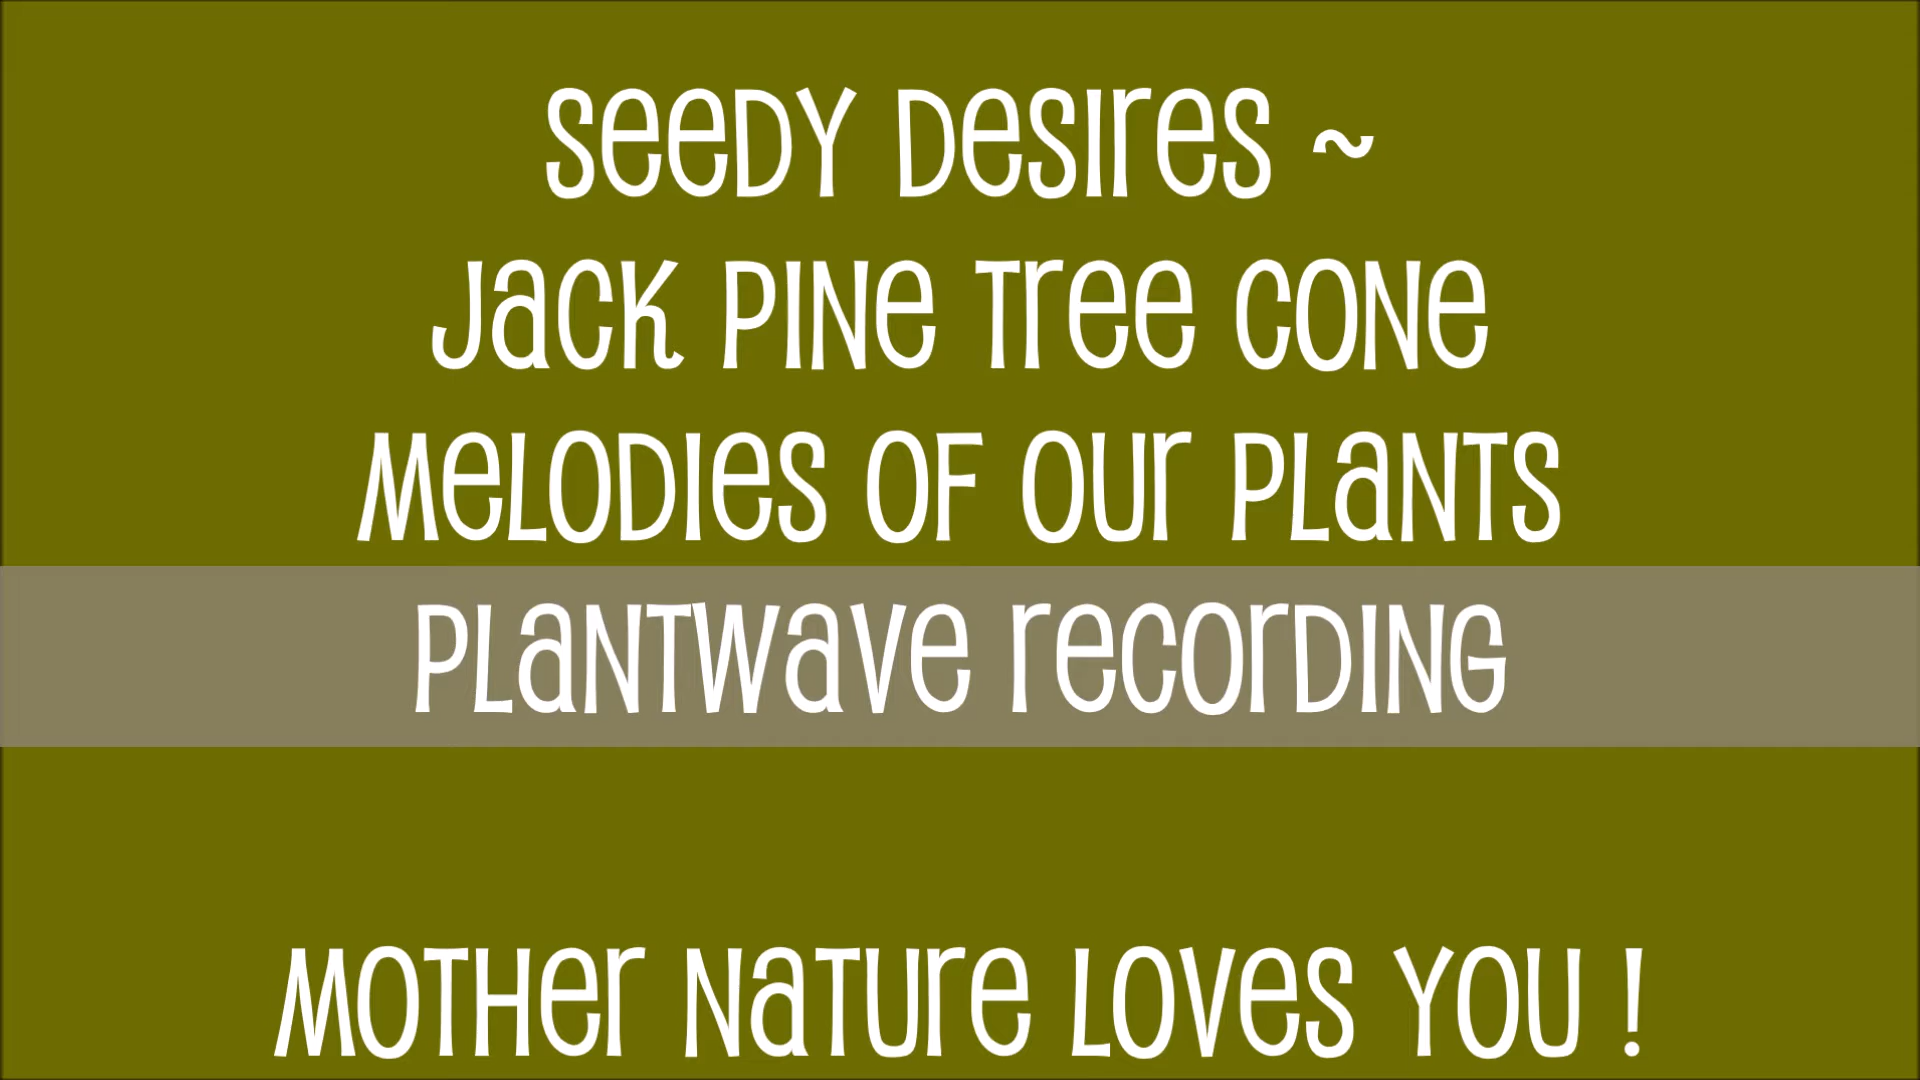 Seedy Desires ~
Jack Pine Tree Cone
Melodies of Our Plants
PlantWave Recording
Mother Nature Loves You !